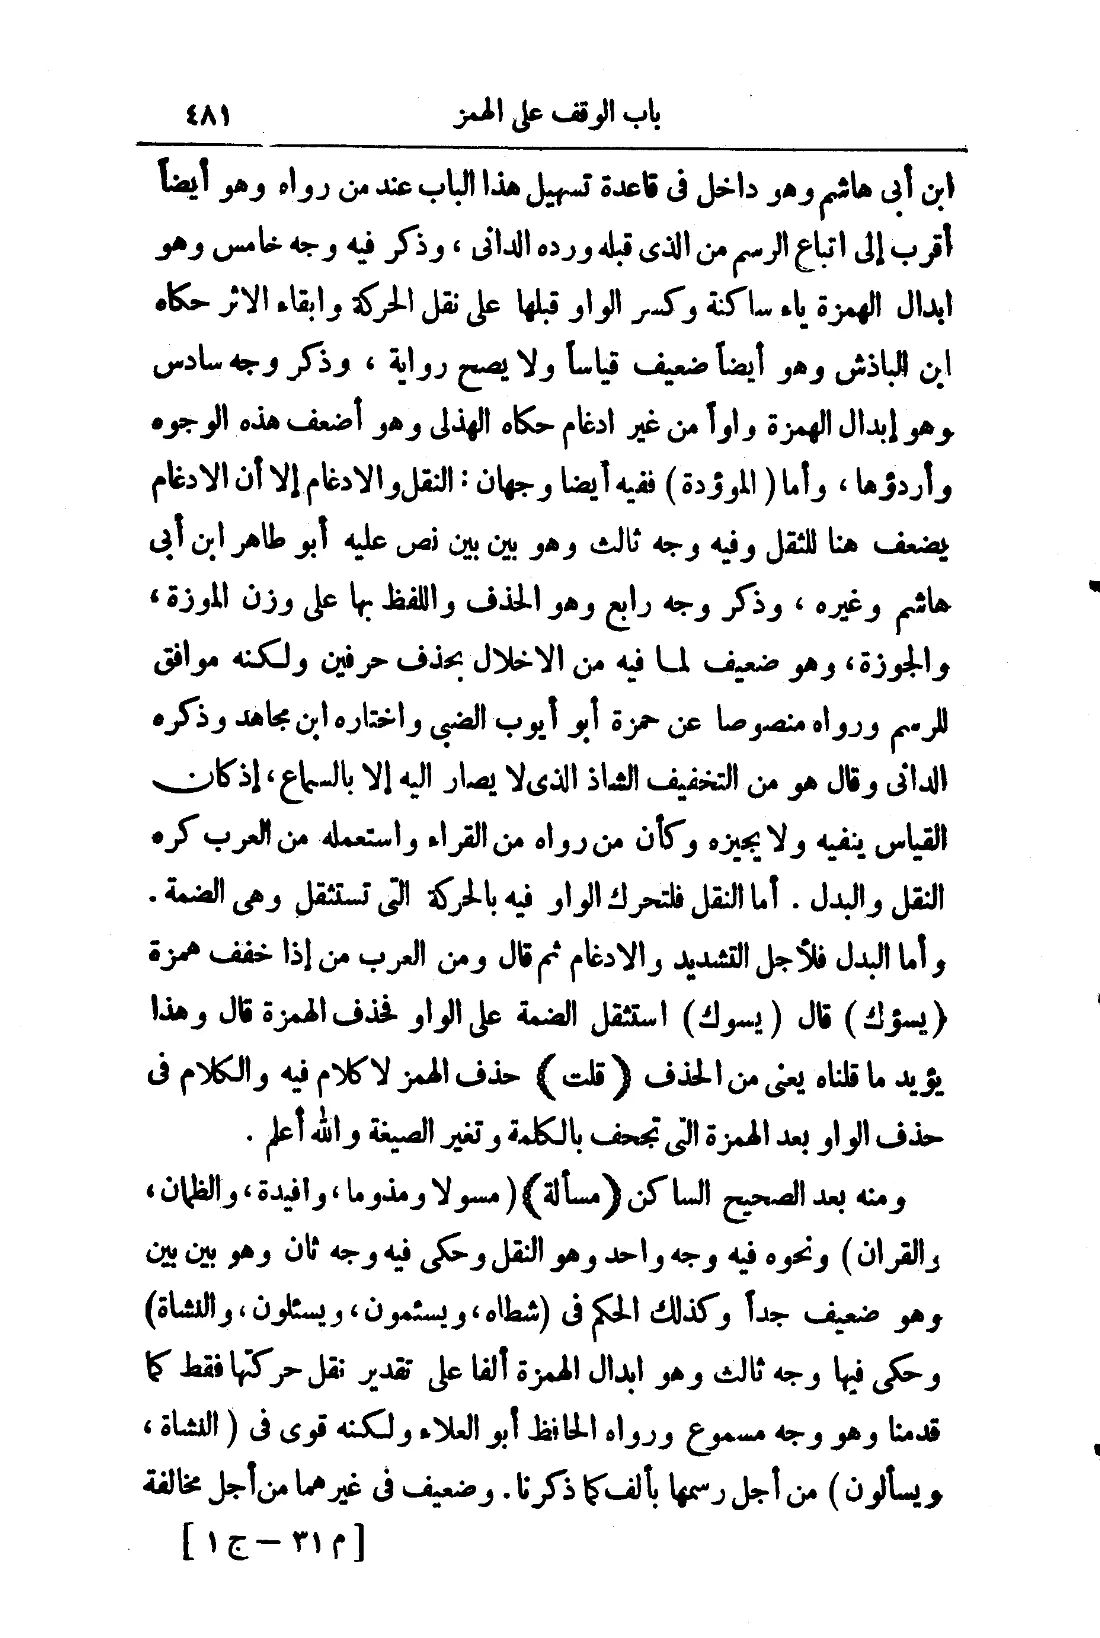 باب الوقف على الهمز ٤٨١
ابن أبى هاشم وهو داخل فى قاعدة تسهيل هذا الباب عند من رواه وهو أيضاً
أقرب إلى اتباع الرسم من الذى قبله ورده الدانى ، وذكر فيه وجه خامس وهو
ابدال الهمزة ياء ساكنة وكسر الواو قبلها على نقل الحركة وابقاء الاثر حكاه
ابن الباذش وهو أيضاً ضعيف قياساً ولا يصح رواية ، وذكر وجه سادس
وهو إبدال الهمزة واواً من غير ادغام حكاه الهذلى وهو أضعف هذه الوجوه
وأردؤها ، وأما ( الموؤدة ) ففيه أيضا وجهان : النقل والادغام إلا أن الادغام
يضعف هنا للثقل وفيه وجه ثالث وهو بين بين نص عليه أبو طاهر ابن أبى
هاشم وغيره ، وذكر وجه رابع وهو الحذف واللفظ بها على وزن الموزة ،
والجوزة ، وهو ضعيف لما فيه من الاخلال بحذف حرفين ولكنه موافق
للرسم ورواه منصوصا عن حمزة أبو أيوب الضبى واختاره ابن مجاهد وذكره
الدانى وقال هو من التخفيف الشاذ الذى لا يصار اليه إلا بالسماع ، إذ كان
القياس ينفيه ولا يجيزه وكأن من رواه من القراء واستعمله من العرب كره
النقل والبدل . أما النقل فلتحرك الواو فيه بالحركة التى تستثقل وهى الضمة .
وأما البدل فلأجل التشديد والادغام ثم قال ومن العرب من إذا خفف همزة
( يسؤك ) قال ( يسوك ) استثقل الضمة على الواو فحذف الهمزة قال وهذا
يؤيد ما قلناه يعنى من الحذف ( قلت ) حذف الهمز لا كلام فيه والكلام فى
حذف الواو بعد الهمزة التى تجحف بالكلمة وتغير الصيغة والله أعلم .
ومنه بعد الصحيح الساكن ( مسألة ) ( مسولا ومذوما ، وافيدة ، والظمان ،
والقران ) ونحوه فيه وجه واحد وهو النقل وحكى فيه وجه ثان وهو بين بين
وهو ضعيف جداً وكذلك الحكم فى (شطاه ، ويسئمون ، ويسئلون ، والنشاة)
وحكى فيها وجه ثالث وهو ابدال الهمزة ألفا على تقدير نقل حركتها فقط كما
قدمنا وهو وجه مسموع ورواه الحافظ أبو العلاء ولكنه قوى فى ( النشاة ،
ويسألون ) من أجل رسمها بألف كما ذكرنا . وضعيف فى غيرهما من أجل مخالفة
[ م ٣١ – ج ١ ]